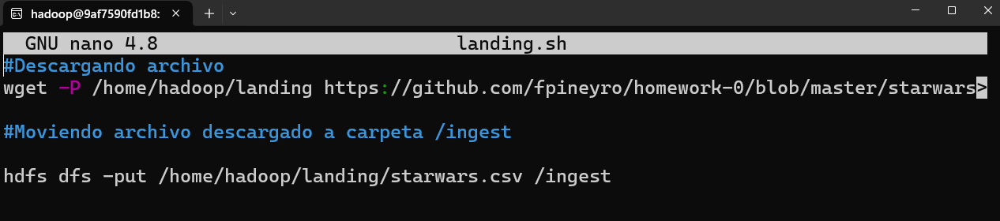 hadoop@9af7590fd1b8:
GNU nano 4.8 landing.sh
#Descargando archivo
wget -P /home/hadoop/landing https://github.com/fpineyro/homework-0/blob/master/starwars>
#Moviendo archivo descargado a carpeta /ingest
hdfs dfs -put /home/hadoop/landing/starwars.csv /ingest